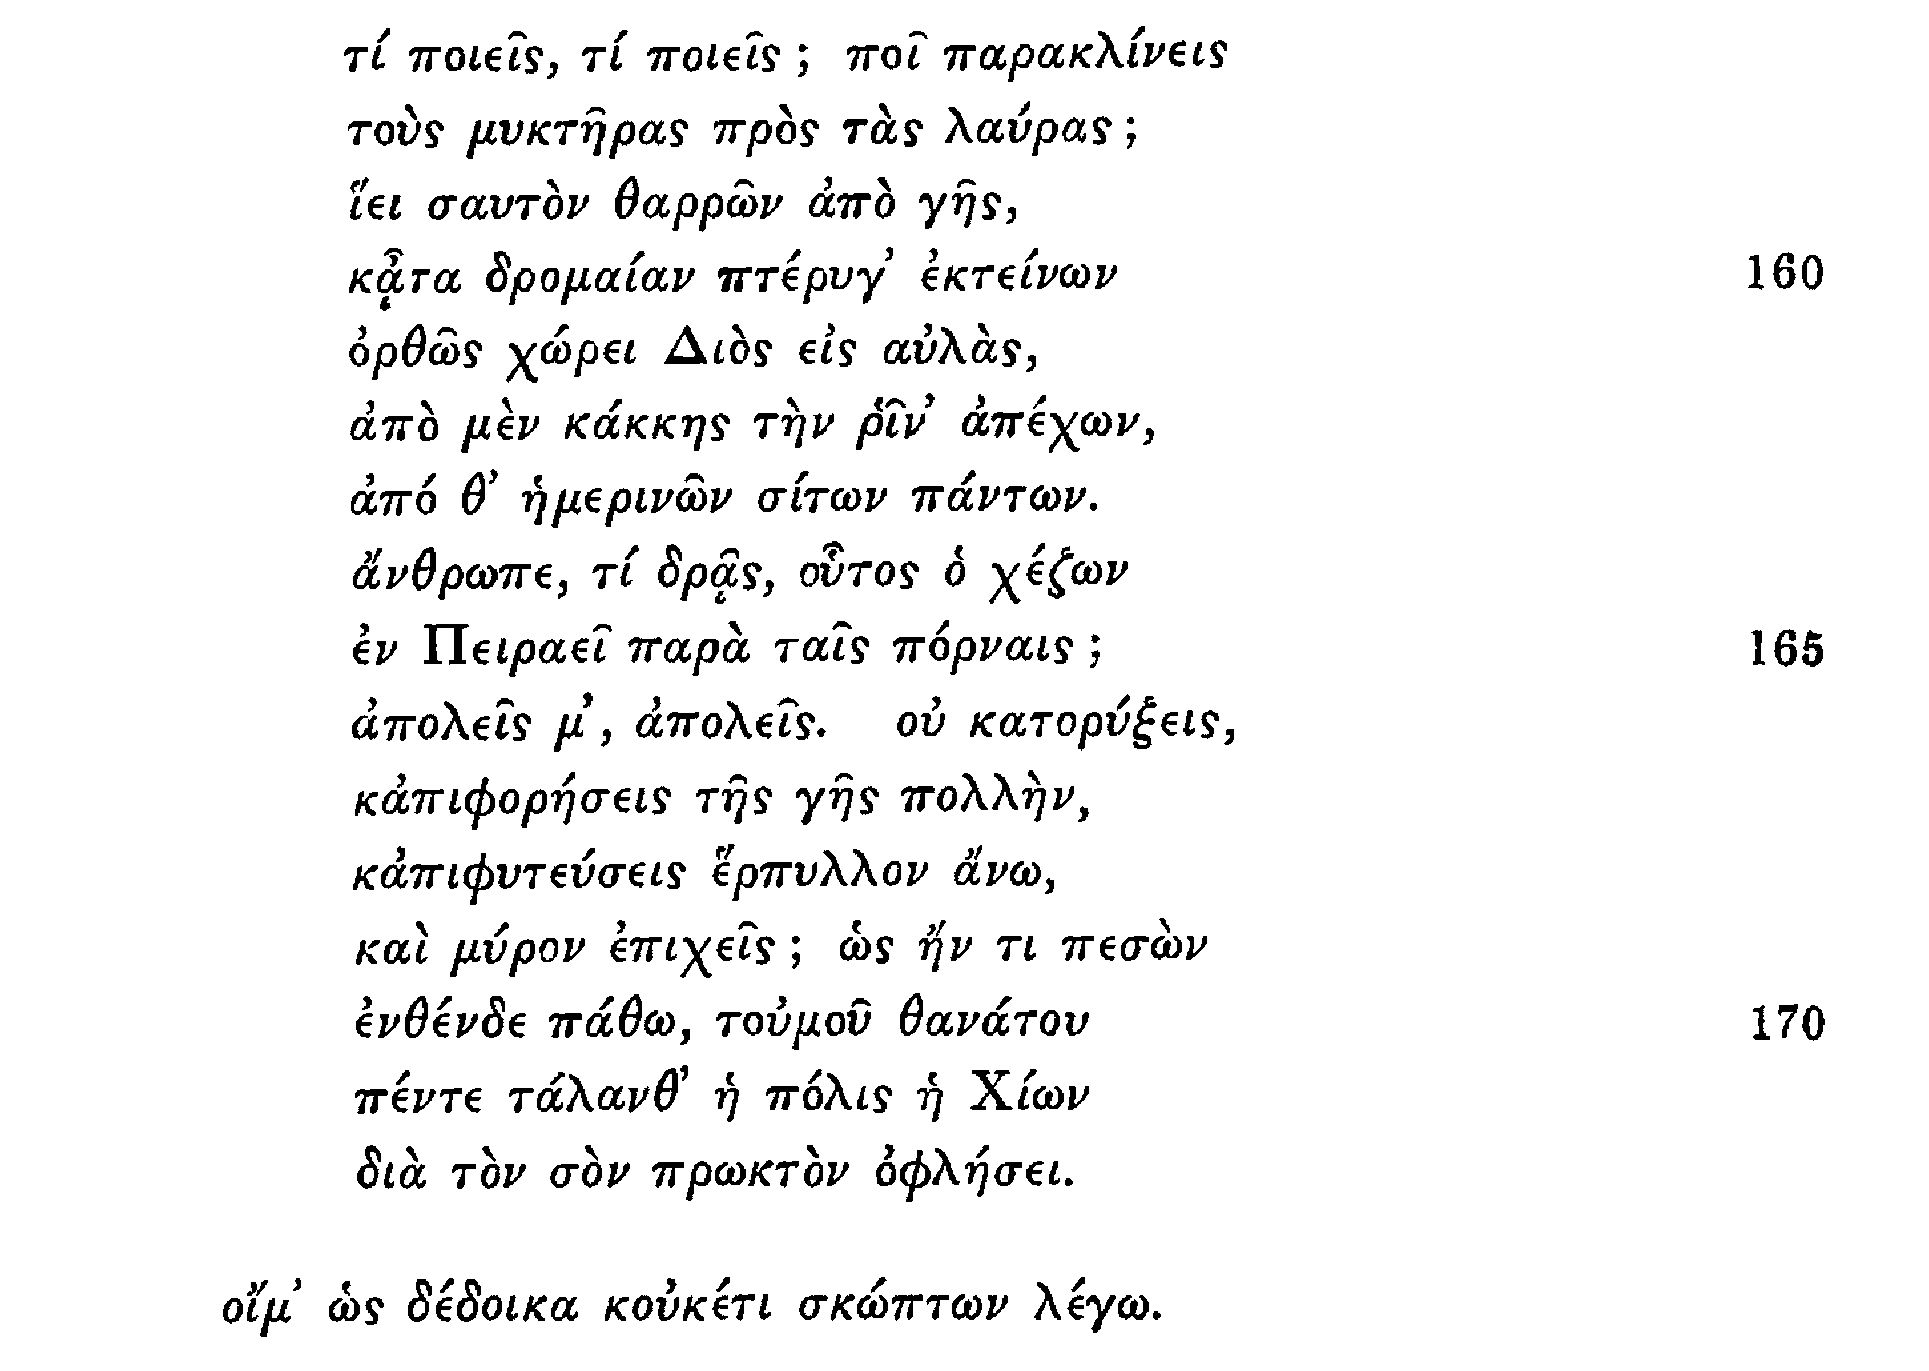 τί ποιεῖς, τί ποιεῖς; ποῖ παρακλίνεις
τοὺς μυκτῆρας πρὸς τὰς λαύρας;
ἵει σαυτὸν θαρρῶν ἀπὸ γῆς,
κᾆτα δρομαίαν πτέρυγ’ ἐκτείνων 160
ὀρθῶς χώρει Διὸς εἰς αὐλὰς,
ἀπὸ μὲν κάκκης τὴν ῥῖν’ ἀπέχων,
ἀπό θ’ ἡμερινῶν σίτων πάντων.
ἄνθρωπε, τί δρᾷς, οὗτος ὁ χέζων
ἐν Πειραεῖ παρὰ ταῖς πόρναις; 165
ἀπολεῖς μ’, ἀπολεῖς. οὐ κατορύξεις,
κἀπιφορήσεις τῆς γῆς πολλὴν,
κἀπιφυτεύσεις ἕρπυλλον ἄνω,
καὶ μύρον ἐπιχεῖς; ὡς ἤν τι πεσὼν
ἐνθένδε πάθω, τοὐμοῦ θανάτου 170
πέντε τάλανθ’ ἡ πόλις ἡ Χίων
διὰ τὸν σὸν πρωκτὸν ὀφλήσει.
οἴμ’ ὡς δέδοικα κοὐκέτι σκώπτων λέγω.